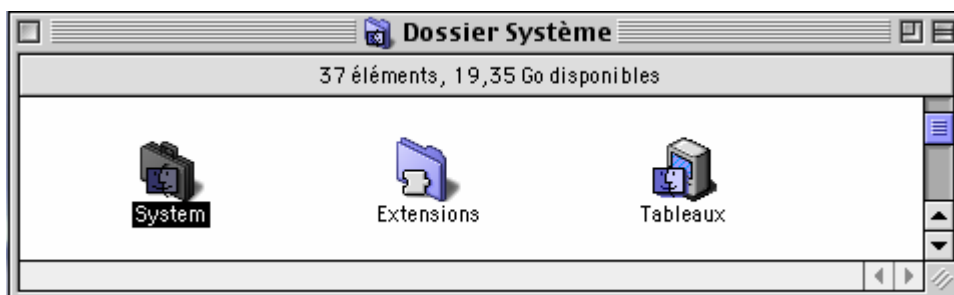 Dossier Système
37 éléments, 19,35 Go disponibles
System
Extensions
Tableaux